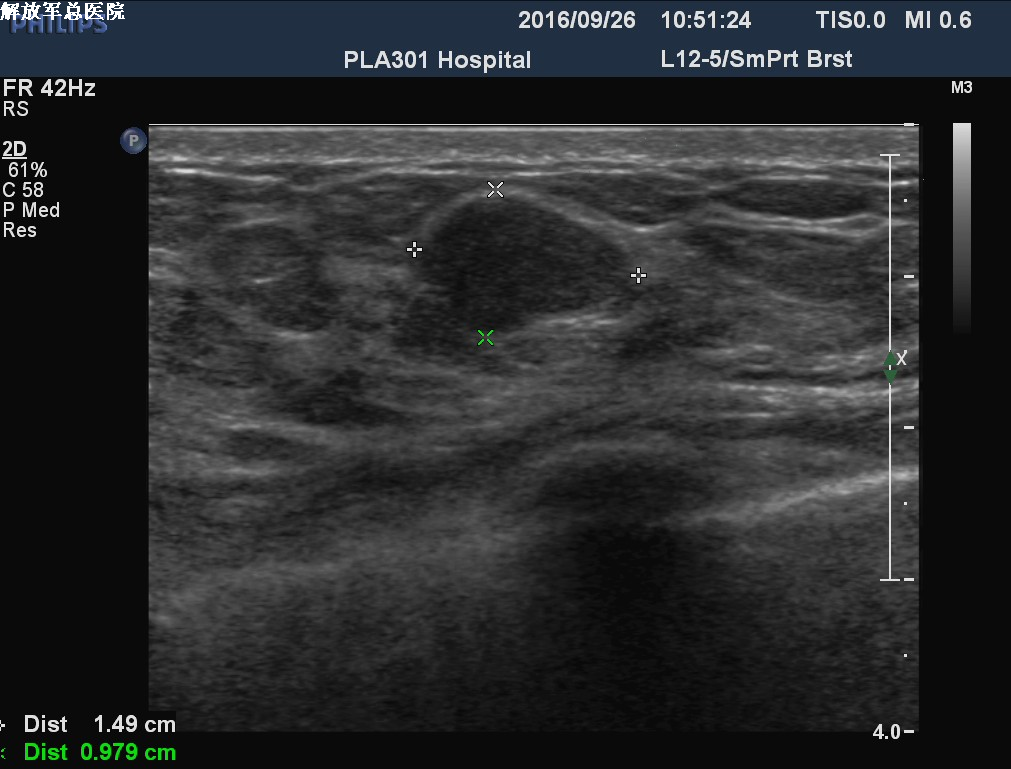 解放军总医院
PHILIPS
2016/09/26 10:51:24 TIS0.0 MI 0.6
PLA301 Hospital L12-5/SmPrt Brst
FR 42Hz
RS
M3
P
2D
61%
C 58
P Med
Res
X
4.0
Dist 1.49 cm
Dist 0.979 cm